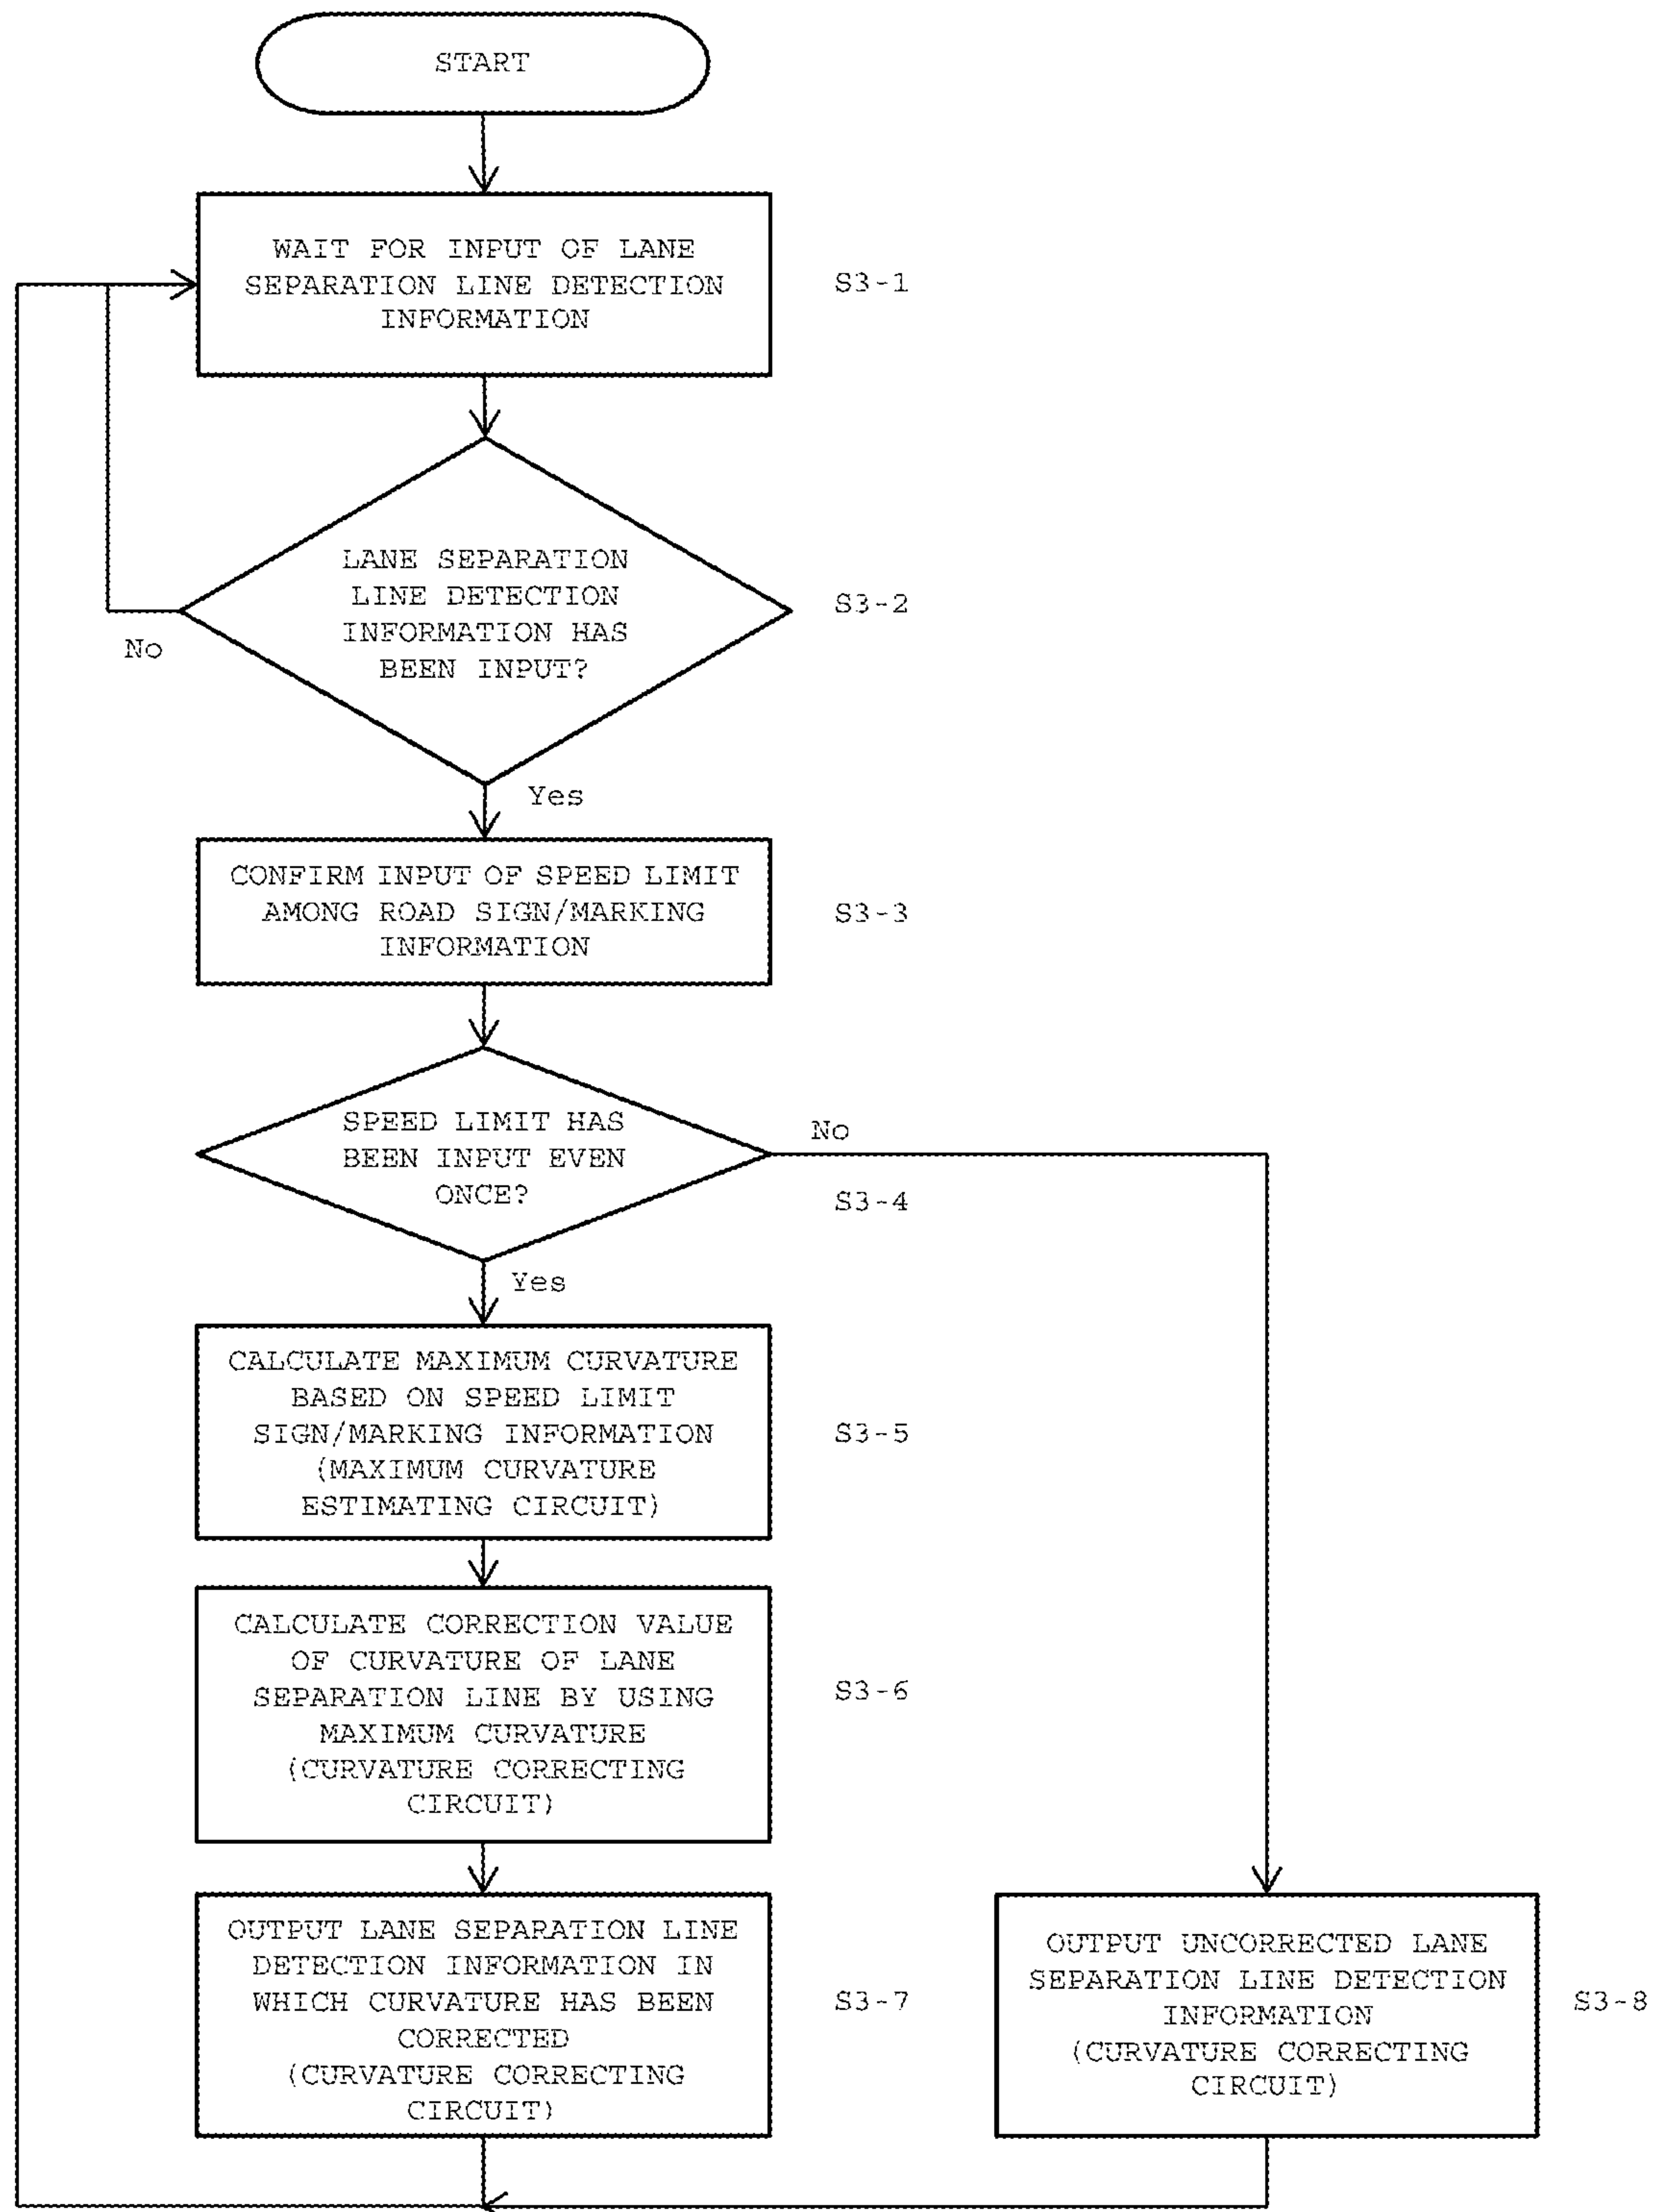 START
WAIT FOR INPUT OF LANE
SEPARATION LINE DETECTION
INFORMATION
S3-1
LANE SEPARATION
LINE DETECTION
INFORMATION HAS
BEEN INPUT?
S3-2
No
Yes
CONFIRM INPUT OF SPEED LIMIT
AMONG ROAD SIGN/MARKING
INFORMATION
S3-3
SPEED LIMIT HAS
BEEN INPUT EVEN
ONCE?
No
S3-4
Yes
CALCULATE MAXIMUM CURVATURE
BASED ON SPEED LIMIT
SIGN/MARKING INFORMATION
(MAXIMUM CURVATURE
ESTIMATING CIRCUIT)
S3-5
CALCULATE CORRECTION VALUE
OF CURVATURE OF LANE
SEPARATION LINE BY USING
MAXIMUM CURVATURE
(CURVATURE CORRECTING
CIRCUIT)
S3-6
OUTPUT LANE SEPARATION LINE
DETECTION INFORMATION IN
WHICH CURVATURE HAS BEEN
CORRECTED
(CURVATURE CORRECTING
CIRCUIT)
S3-7
OUTPUT UNCORRECTED LANE
SEPARATION LINE DETECTION
INFORMATION
(CURVATURE CORRECTING
CIRCUIT)
S3-8